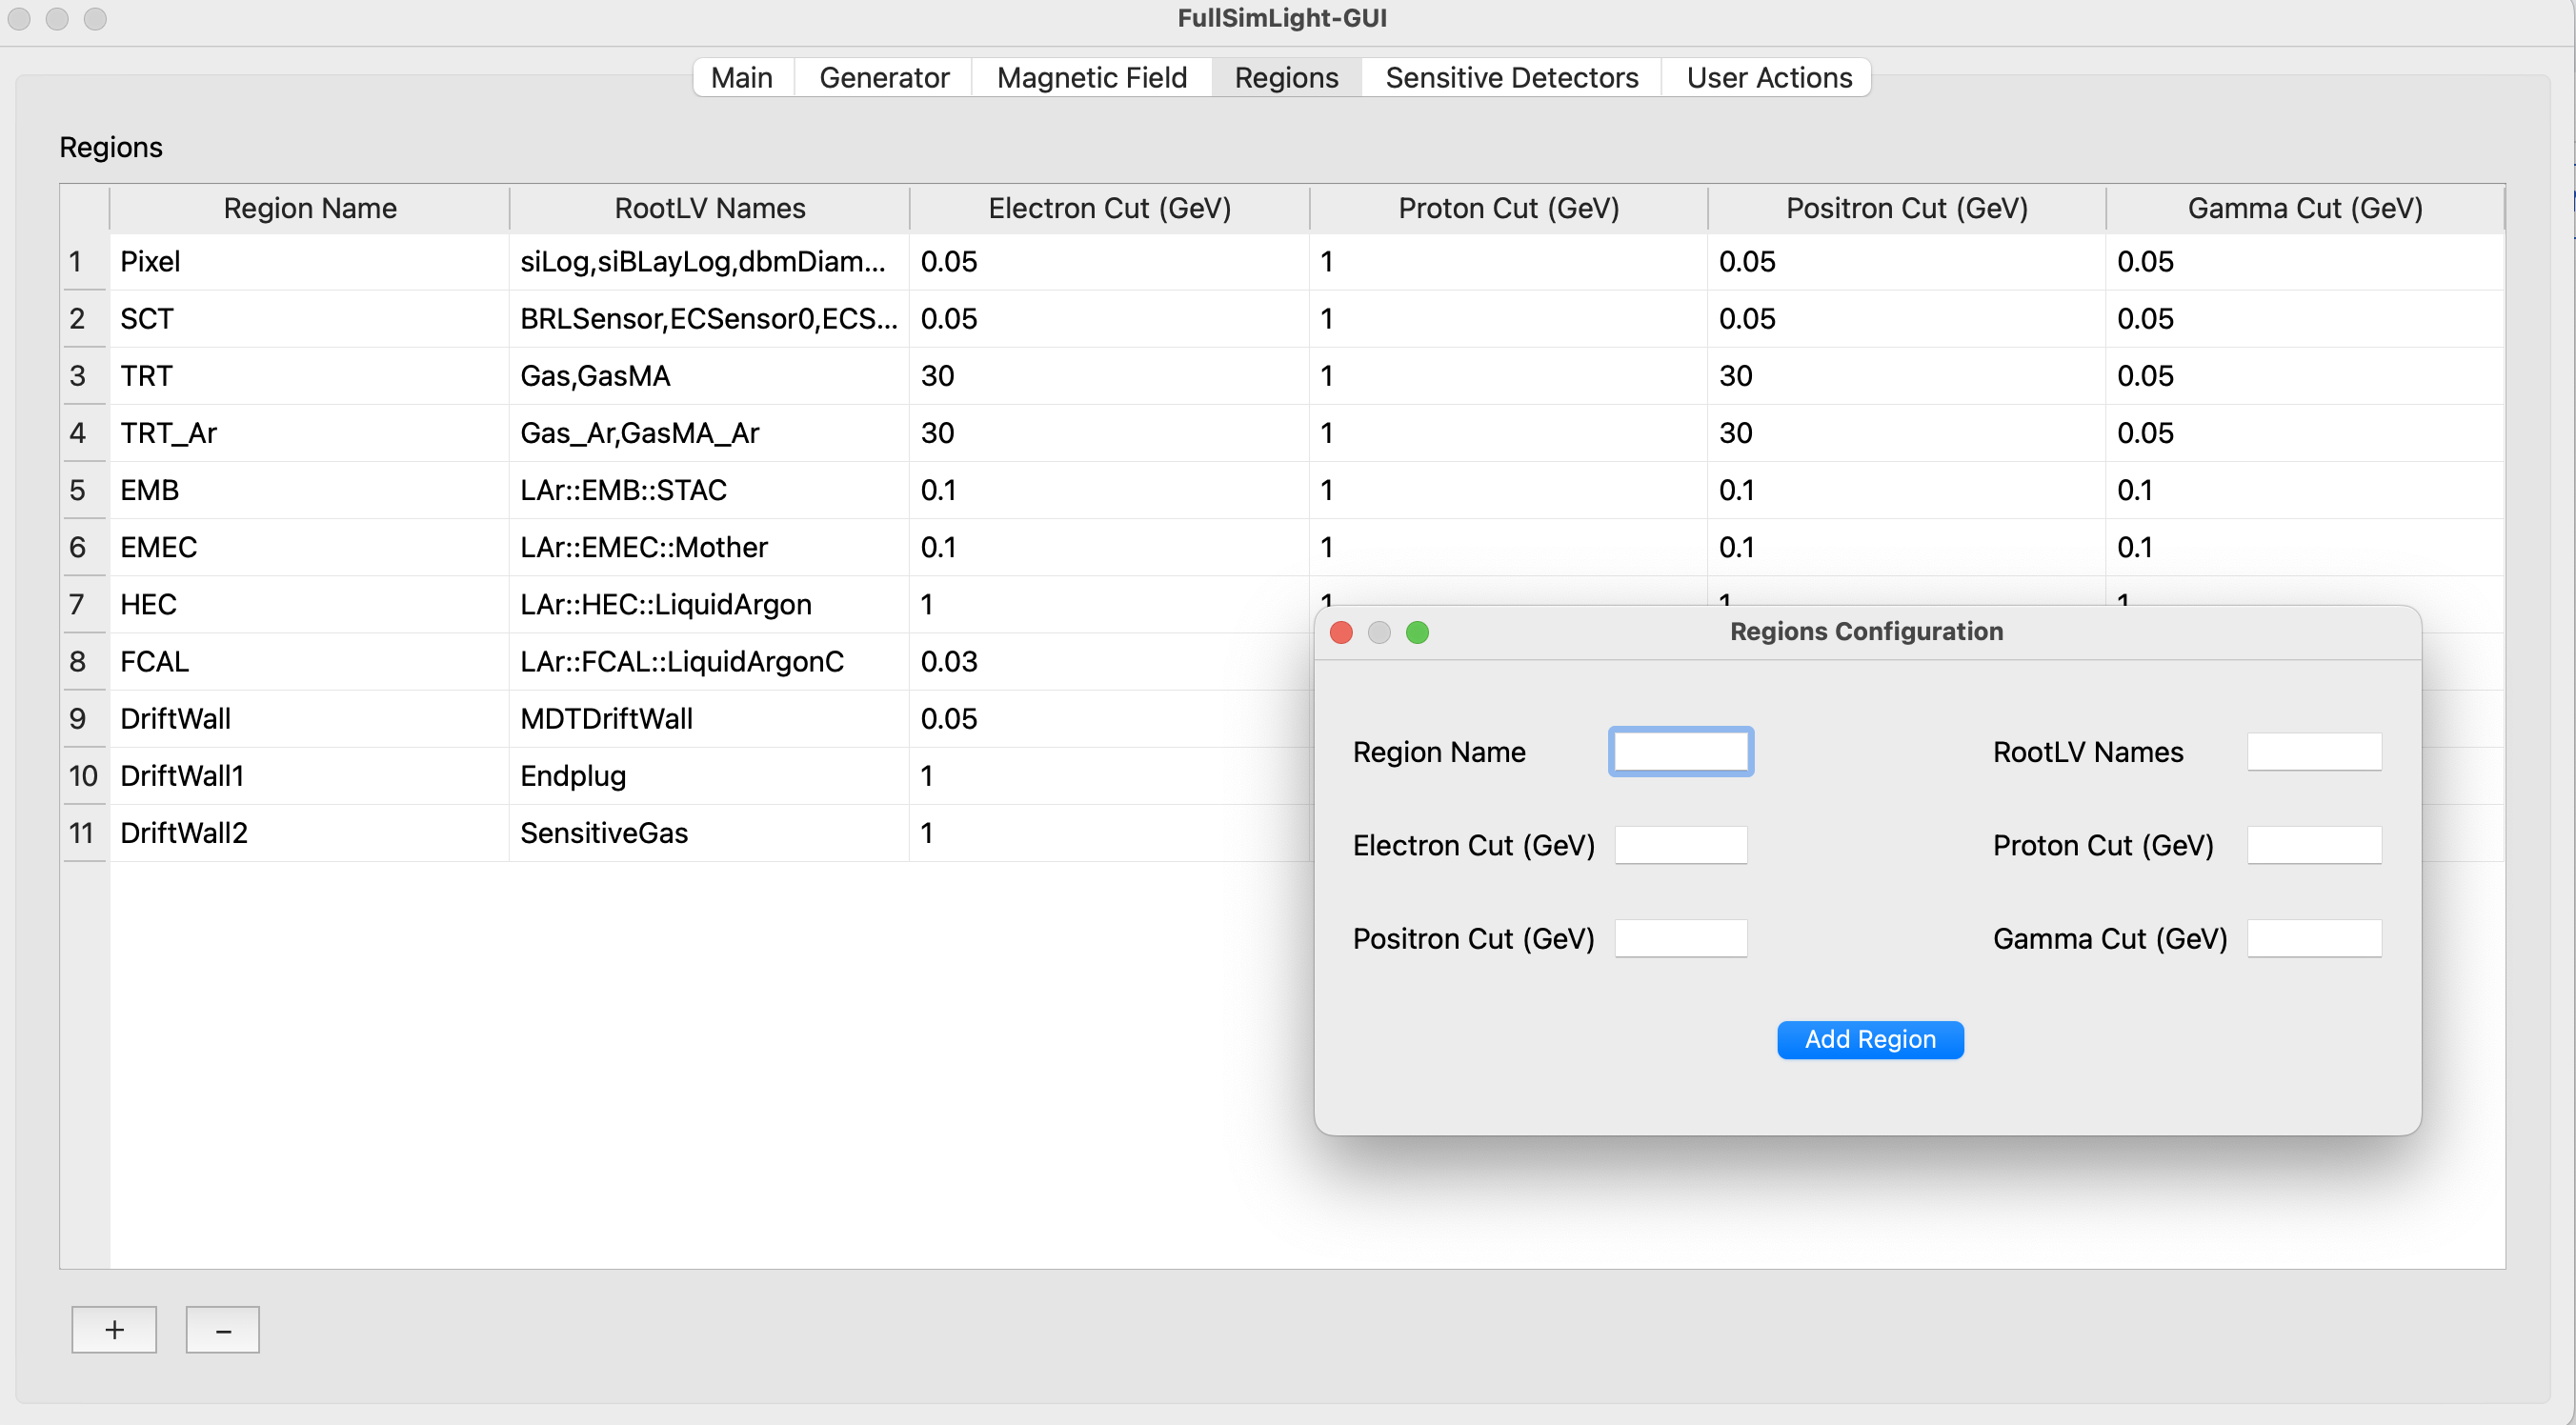 FullSimLight-GUI
Main Generator Magnetic Field Regions Sensitive Detectors User Actions
Regions
Region Name RootLV Names Electron Cut (GeV) Proton Cut (GeV) Positron Cut (GeV) Gamma Cut (GeV)
1 Pixel siLog,siBLayLog,dbmDiam... 0.05 1 0.05 0.05
2 SCT BRLSensor,ECSensor0,ECS... 0.05 1 0.05 0.05
3 TRT Gas,GasMA 30 1 30 0.05
4 TRT_Ar Gas_Ar,GasMA_Ar 30 1 30 0.05
5 EMB LAr::EMB::STAC 0.1 1 0.1 0.1
6 EMEC LAr::EMEC::Mother 0.1 1 0.1 0.1
7 HEC LAr::HEC::LiquidArgon 1 1 1 1
8 FCAL LAr::FCAL::LiquidArgonC 0.03
9 DriftWall MDTDriftWall 0.05
10 DriftWall1 Endplug 1
11 DriftWall2 SensitiveGas 1
Regions Configuration
Region Name RootLV Names
Electron Cut (GeV) Proton Cut (GeV)
Positron Cut (GeV) Gamma Cut (GeV)
Add Region
+ -